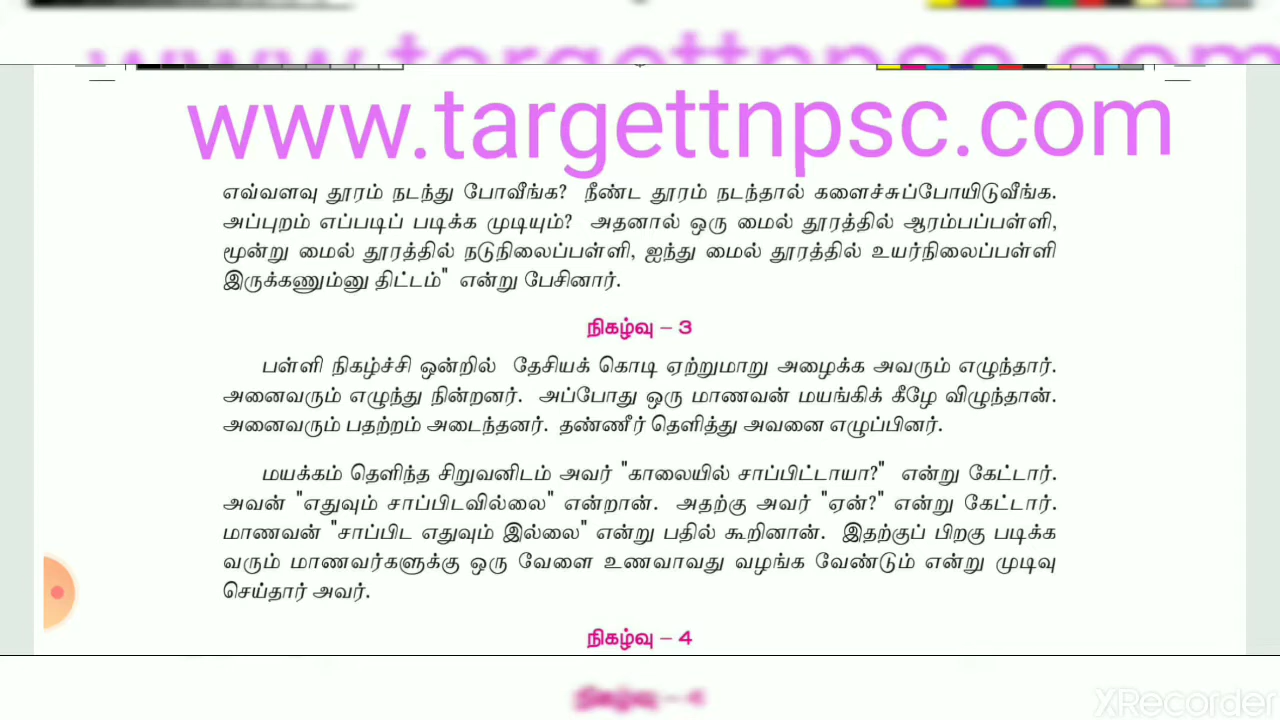 www.targettnpsc.com
எவ்வளவு தூரம் நடந்து போவீங்க? நீண்ட தூரம் நடந்தால் களைச்சுப்போயிடுவீங்க.
அப்புறம் எப்படிப் படிக்க முடியும்? அதனால் ஒரு மைல் தூரத்தில் ஆரம்பப்பள்ளி,
மூன்று மைல் தூரத்தில் நடுநிலைப்பள்ளி, ஐந்து மைல் தூரத்தில் உயர்நிலைப்பள்ளி
இருக்கணும்னு திட்டம்" என்று பேசினார்.
நிகழ்வு – 3
பள்ளி நிகழ்ச்சி ஒன்றில் தேசியக் கொடி ஏற்றுமாறு அழைக்க அவரும் எழுந்தார்.
அனைவரும் எழுந்து நின்றனர். அப்போது ஒரு மாணவன் மயங்கிக் கீழே விழுந்தான்.
அனைவரும் பதற்றம் அடைந்தனர். தண்ணீர் தெளித்து அவனை எழுப்பினர்.
மயக்கம் தெளிந்த சிறுவனிடம் அவர் "காலையில் சாப்பிட்டாயா?" என்று கேட்டார்.
அவன் "எதுவும் சாப்பிடவில்லை" என்றான். அதற்கு அவர் "ஏன்?" என்று கேட்டார்.
மாணவன் "சாப்பிட எதுவும் இல்லை" என்று பதில் கூறினான். இதற்குப் பிறகு படிக்க
வரும் மாணவர்களுக்கு ஒரு வேளை உணவாவது வழங்க வேண்டும் என்று முடிவு
செய்தார் அவர்.
நிகழ்வு – 4
நிகழ்வு – 4
XRecorder